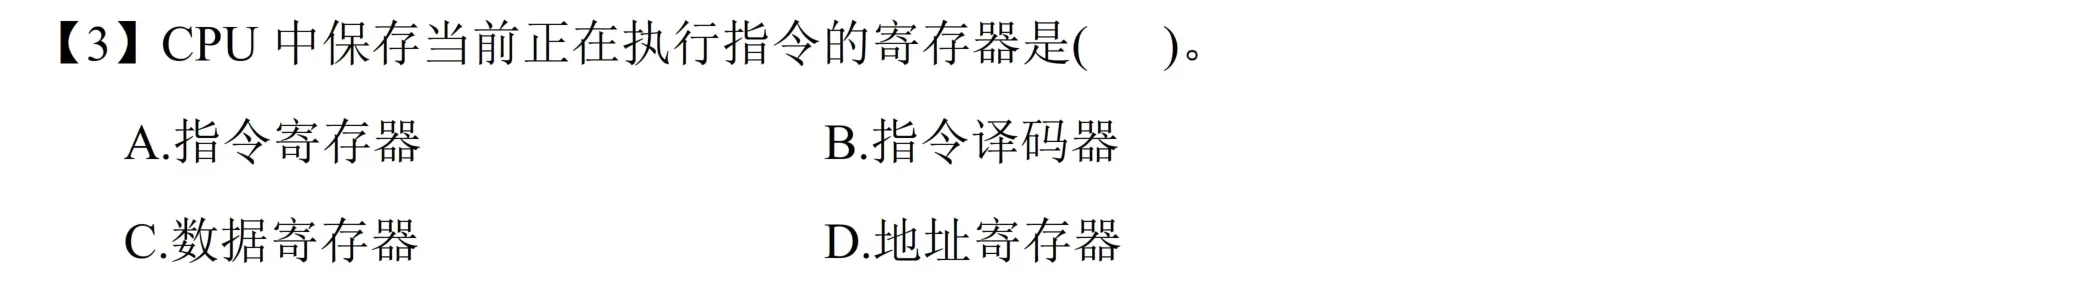 【3】CPU 中保存当前正在执行指令的寄存器是(    )。
A.指令寄存器    B.指令译码器
C.数据寄存器    D.地址寄存器